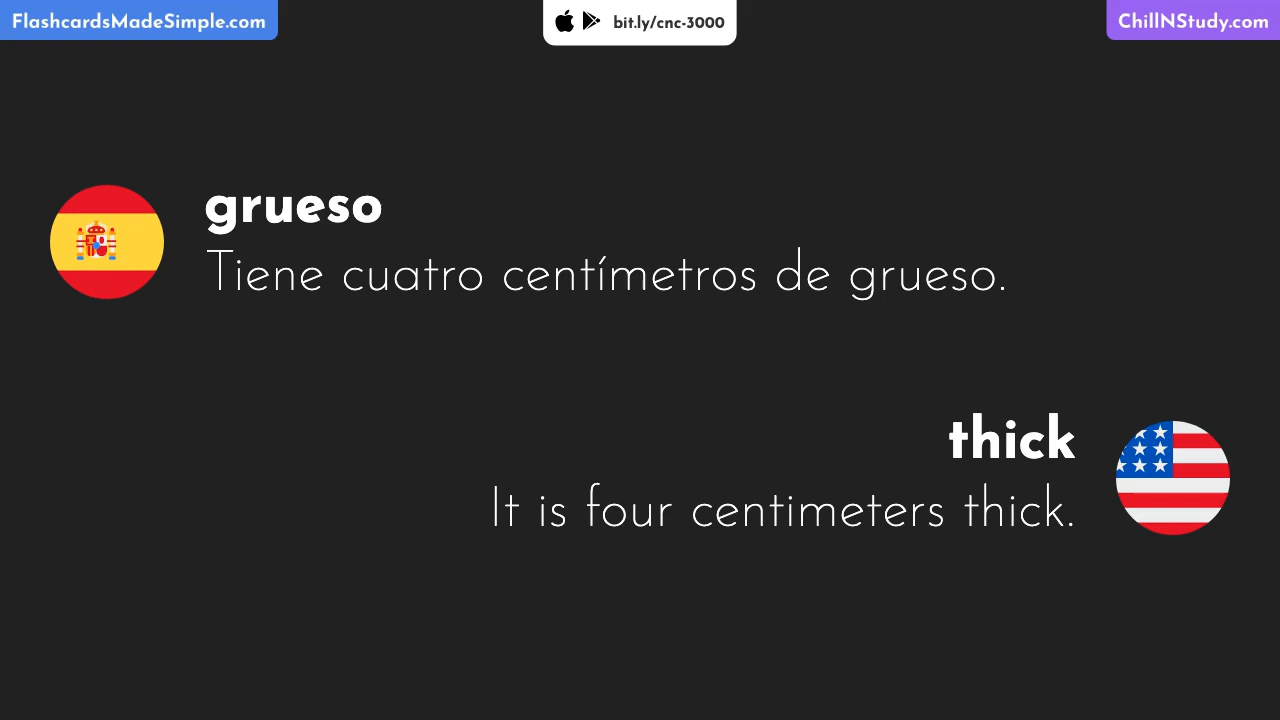 FlashcardsMadeSimple.com
bit.ly/cnc-3000
ChillNStudy.com
grueso
Tiene cuatro centímetros de grueso.
thick
It is four centimeters thick.